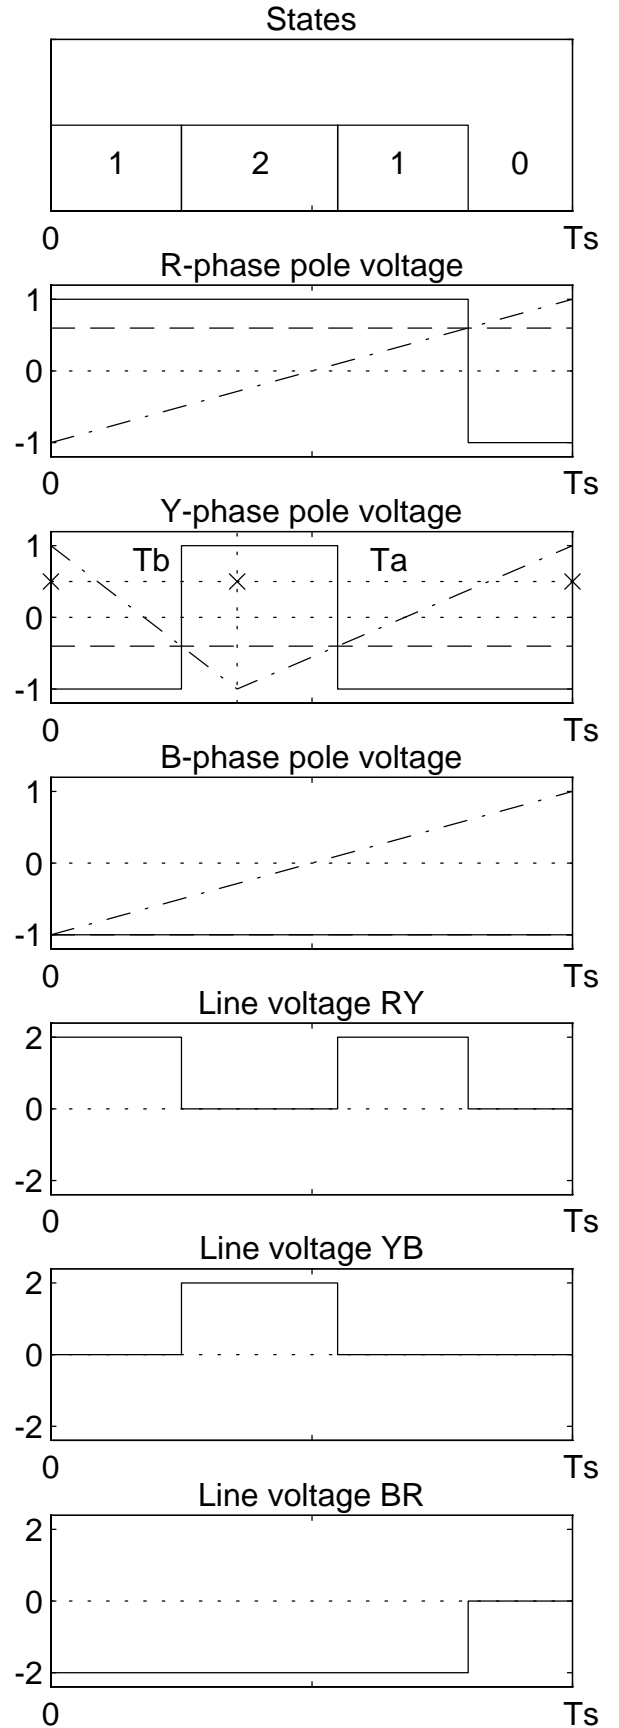 States
1 2 1 0
0 Ts
R-phase pole voltage
1
0
-1
0 Ts
Y-phase pole voltage
1
Tb Ta
0
-1
0 Ts
B-phase pole voltage
1
0
-1
0 Ts
Line voltage RY
2
0
-2
0 Ts
Line voltage YB
2
0
-2
0 Ts
Line voltage BR
2
0
-2
0 Ts